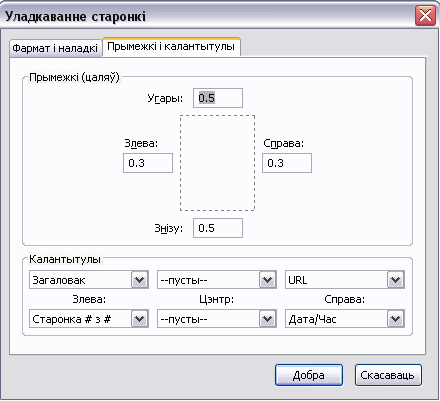 Уладкаванне старонкі
Фармат і наладкі Прымежкі і калантытулы
Прымежкі (цаляў)
Угары: 0.5
Злева: Справа:
0.3 0.3
Знізу: 0.5
Калантытулы
Загаловак --пусты-- URL
Злева: Цэнтр: Справа:
Старонка # з # --пусты-- Дата/Час
Добра Скасаваць